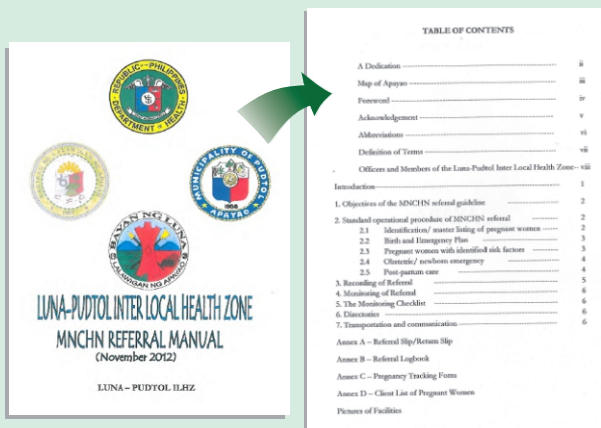 REPUBLIC OF THE PHILIPPINES
DEPARTMENT of HEALTH
MUNICIPALITY OF PUDTOL
1958
APAYAO
BAYAN NG LUNA
LALAWIGAN NG APAYAO
LUNA-PUDTOL INTER LOCAL HEALTH ZONE
MNCHN REFERRAL MANUAL
(November 2012)
LUNA – PUDTOL ILHZ
TABLE OF CONTENTS
A Dedication ii
Map of Apayao iii
Foreword iv
Acknowledgement v
Abbreviations vi
Definition of Terms vii
Officers and Members of the Luna-Pudtol Inter Local Health Zone-- viii
Introduction 1
1. Objectives of the MNCHN referral guideline 2
2. Standard operational procedure of MNCHN referral 2
2.1 Identification/ master listing of pregnant women 2
2.2 Birth and Emergency Plan 3
2.3 Pregnant women with identified risk factors 3
2.4 Obstetric/ newborn emergency 4
2.5 Post-partum care 4
3. Recording of Referral 5
4. Monitoring of Referral 6
5. The Monitoring Checklist 6
6. Directories 6
7. Transportation and communication 6
Annex A – Referral Slip/Return Slip
Annex B – Referral Logbook
Annex C – Pregnancy Tracking Form
Annex D – Client List of Pregnant Women
Pictures of Facilities